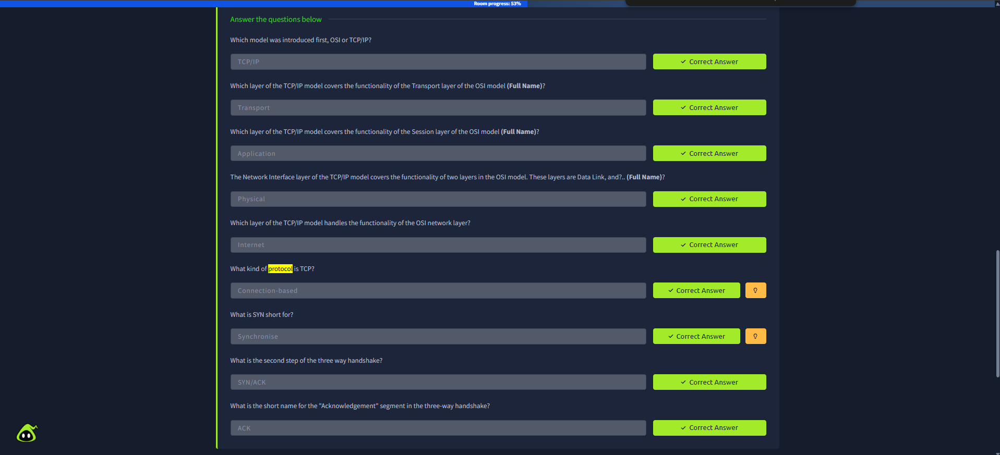 Room progress: 53%
Answer the questions below
Which model was introduced first, OSI or TCP/IP?
TCP/IP
Correct Answer
Which layer of the TCP/IP model covers the functionality of the Transport layer of the OSI model (Full Name)?
Transport
Correct Answer
Which layer of the TCP/IP model covers the functionality of the Session layer of the OSI model (Full Name)?
Application
Correct Answer
The Network Interface layer of the TCP/IP model covers the functionality of two layers in the OSI model. These layers are Data Link, and?.. (Full Name)?
Physical
Correct Answer
Which layer of the TCP/IP model handles the functionality of the OSI network layer?
Internet
Correct Answer
What kind of protocol is TCP?
Connection-based
Correct Answer
What is SYN short for?
Synchronise
Correct Answer
What is the second step of the three way handshake?
SYN/ACK
Correct Answer
What is the short name for the "Acknowledgement" segment in the three-way handshake?
ACK
Correct Answer